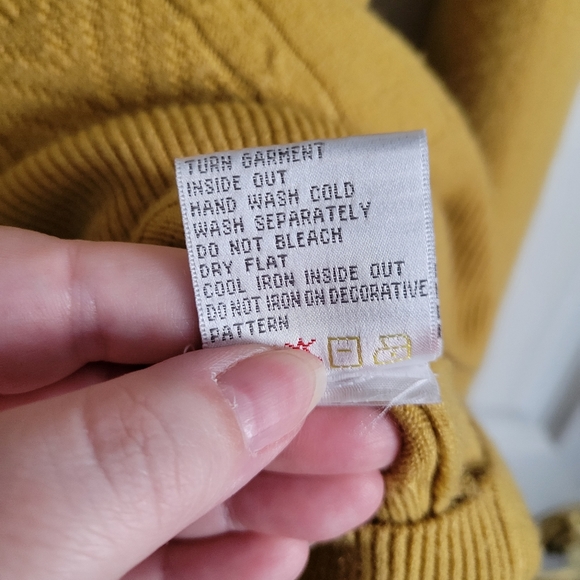 TURN GARMENT
INSIDE OUT
HAND WASH COLD
WASH SEPARATELY
DO NOT BLEACH
DRY FLAT
COOL IRON INSIDE OUT
DO NOT IRON ON DECORATIVE
PATTERN